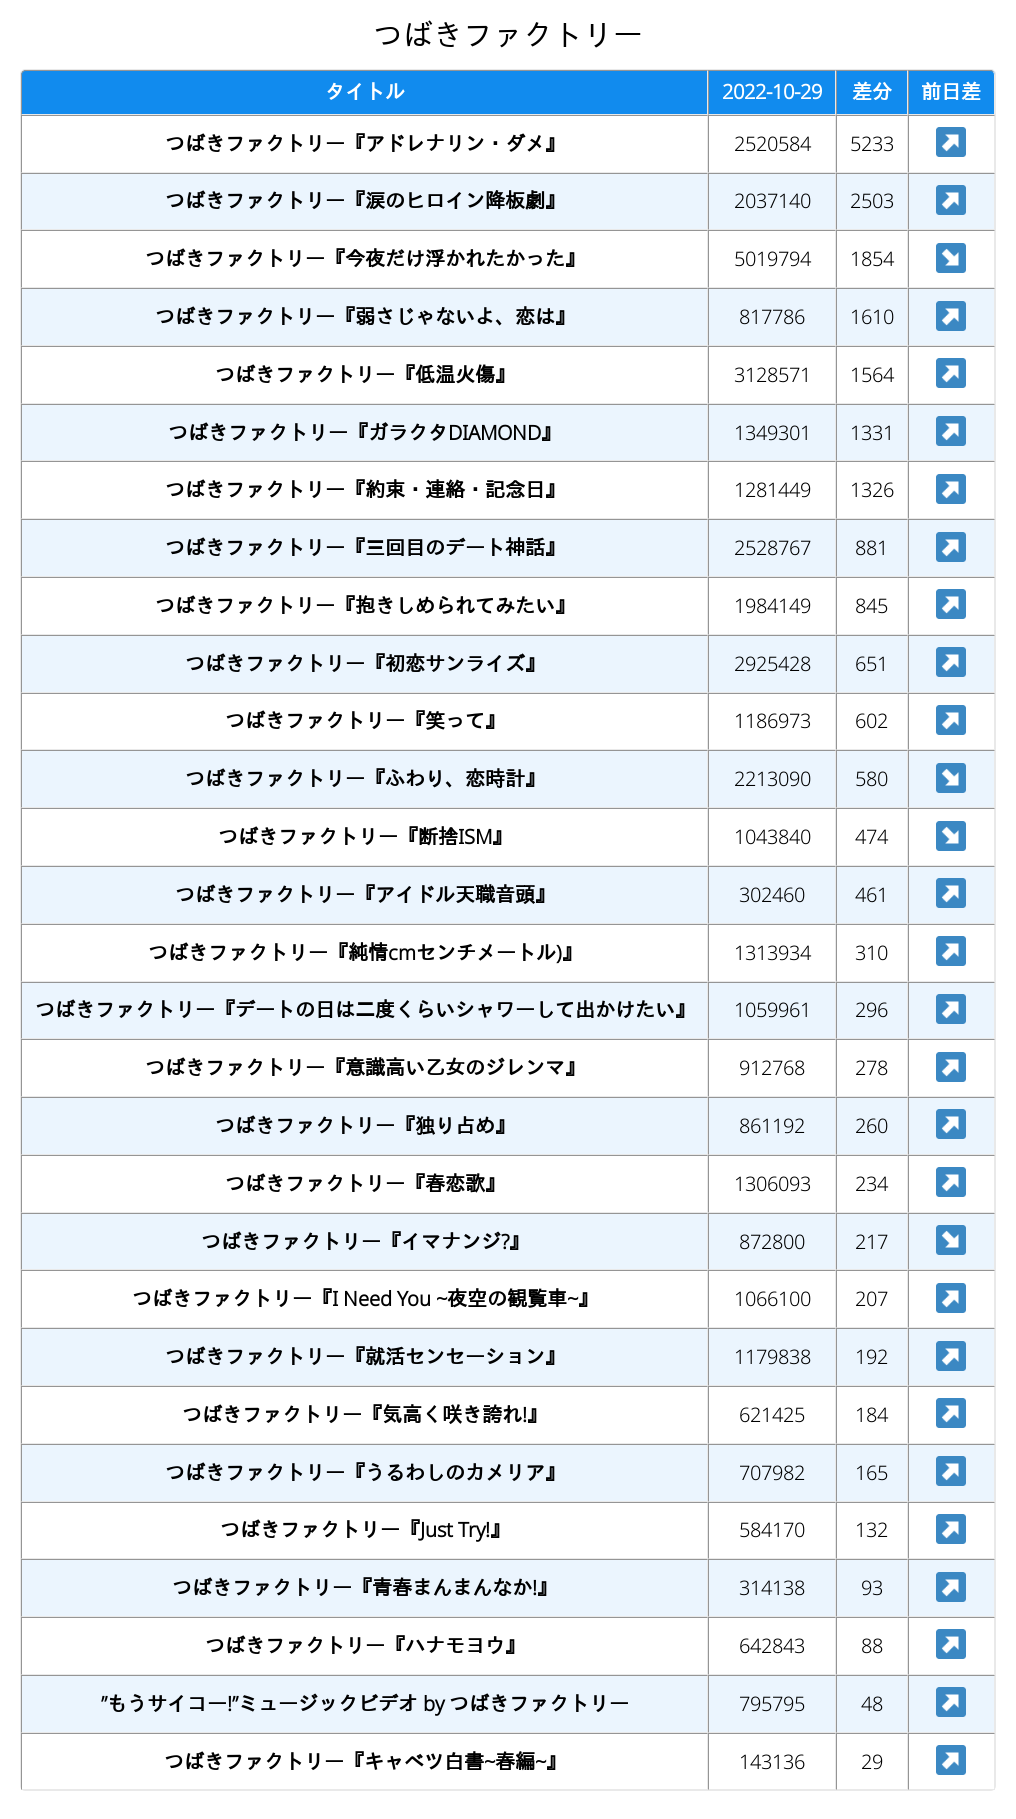 つばきファクトリー
タイトル 2022-10-29 差分 前日差
つばきファクトリー『アドレナリン・ダメ』 2520584 5233 ↗
つばきファクトリー『涙のヒロイン降板劇』 2037140 2503 ↗
つばきファクトリー『今夜だけ浮かれたかった』 5019794 1854 ↘
つばきファクトリー『弱さじゃないよ、恋は』 817786 1610 ↗
つばきファクトリー『低温火傷』 3128571 1564 ↗
つばきファクトリー『ガラクタDIAMOND』 1349301 1331 ↗
つばきファクトリー『約束・連絡・記念日』 1281449 1326 ↗
つばきファクトリー『三回目のデート神話』 2528767 881 ↗
つばきファクトリー『抱きしめられてみたい』 1984149 845 ↗
つばきファクトリー『初恋サンライズ』 2925428 651 ↗
つばきファクトリー『笑って』 1186973 602 ↗
つばきファクトリー『ふわり、恋時計』 2213090 580 ↘
つばきファクトリー『断捨ISM』 1043840 474 ↘
つばきファクトリー『アイドル天職音頭』 302460 461 ↗
つばきファクトリー『純情cmセンチメートル)』 1313934 310 ↗
つばきファクトリー『デートの日は二度くらいシャワーして出かけたい』 1059961 296 ↗
つばきファクトリー『意識高い乙女のジレンマ』 912768 278 ↗
つばきファクトリー『独り占め』 861192 260 ↗
つばきファクトリー『春恋歌』 1306093 234 ↗
つばきファクトリー『イマナンジ?』 872800 217 ↘
つばきファクトリー『I Need You ~夜空の観覧車~』 1066100 207 ↗
つばきファクトリー『就活センセーション』 1179838 192 ↗
つばきファクトリー『気高く咲き誇れ!』 621425 184 ↗
つばきファクトリー『うるわしのカメリア』 707982 165 ↗
つばきファクトリー『Just Try!』 584170 132 ↗
つばきファクトリー『青春まんまんなか!』 314138 93 ↗
つばきファクトリー『ハナモヨウ』 642843 88 ↗
”もうサイコー!”ミュージックビデオ by つばきファクトリー 795795 48 ↗
つばきファクトリー『キャベツ白書~春編~』 143136 29 ↗